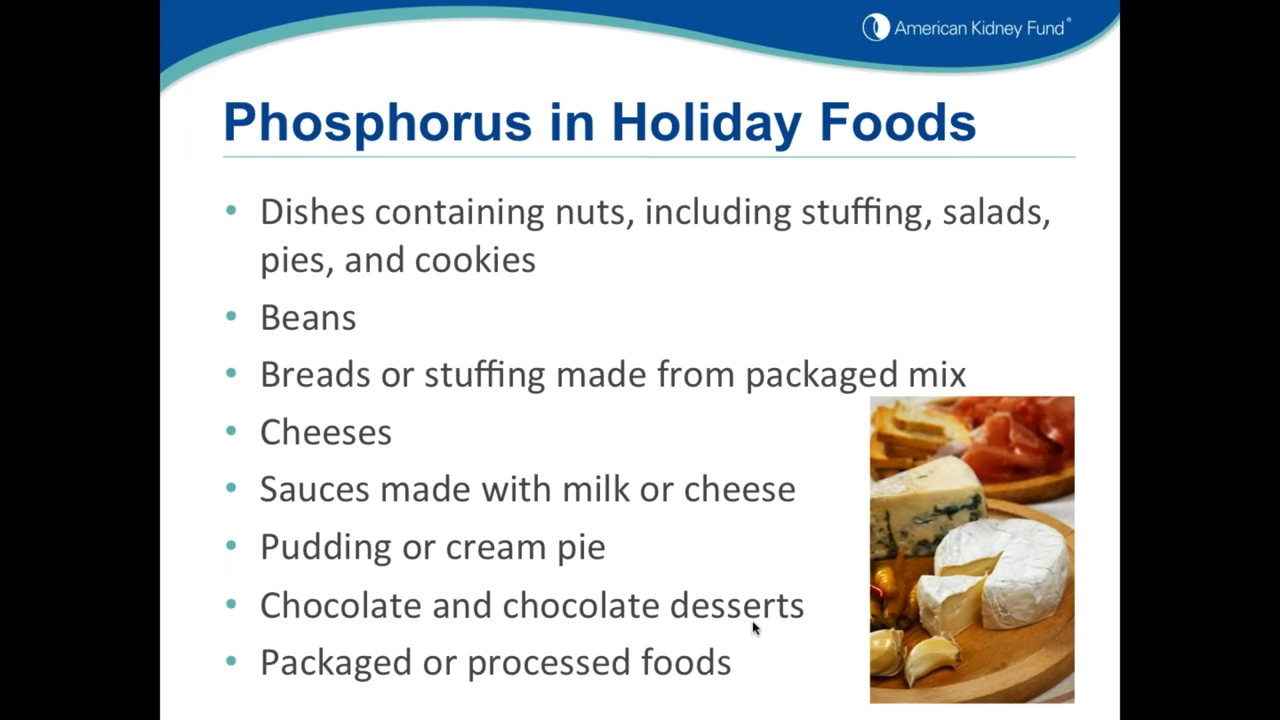 American Kidney Fund®
Phosphorus in Holiday Foods
• Dishes containing nuts, including stuffing, salads,
pies, and cookies
• Beans
• Breads or stuffing made from packaged mix
• Cheeses
• Sauces made with milk or cheese
• Pudding or cream pie
• Chocolate and chocolate desserts
• Packaged or processed foods